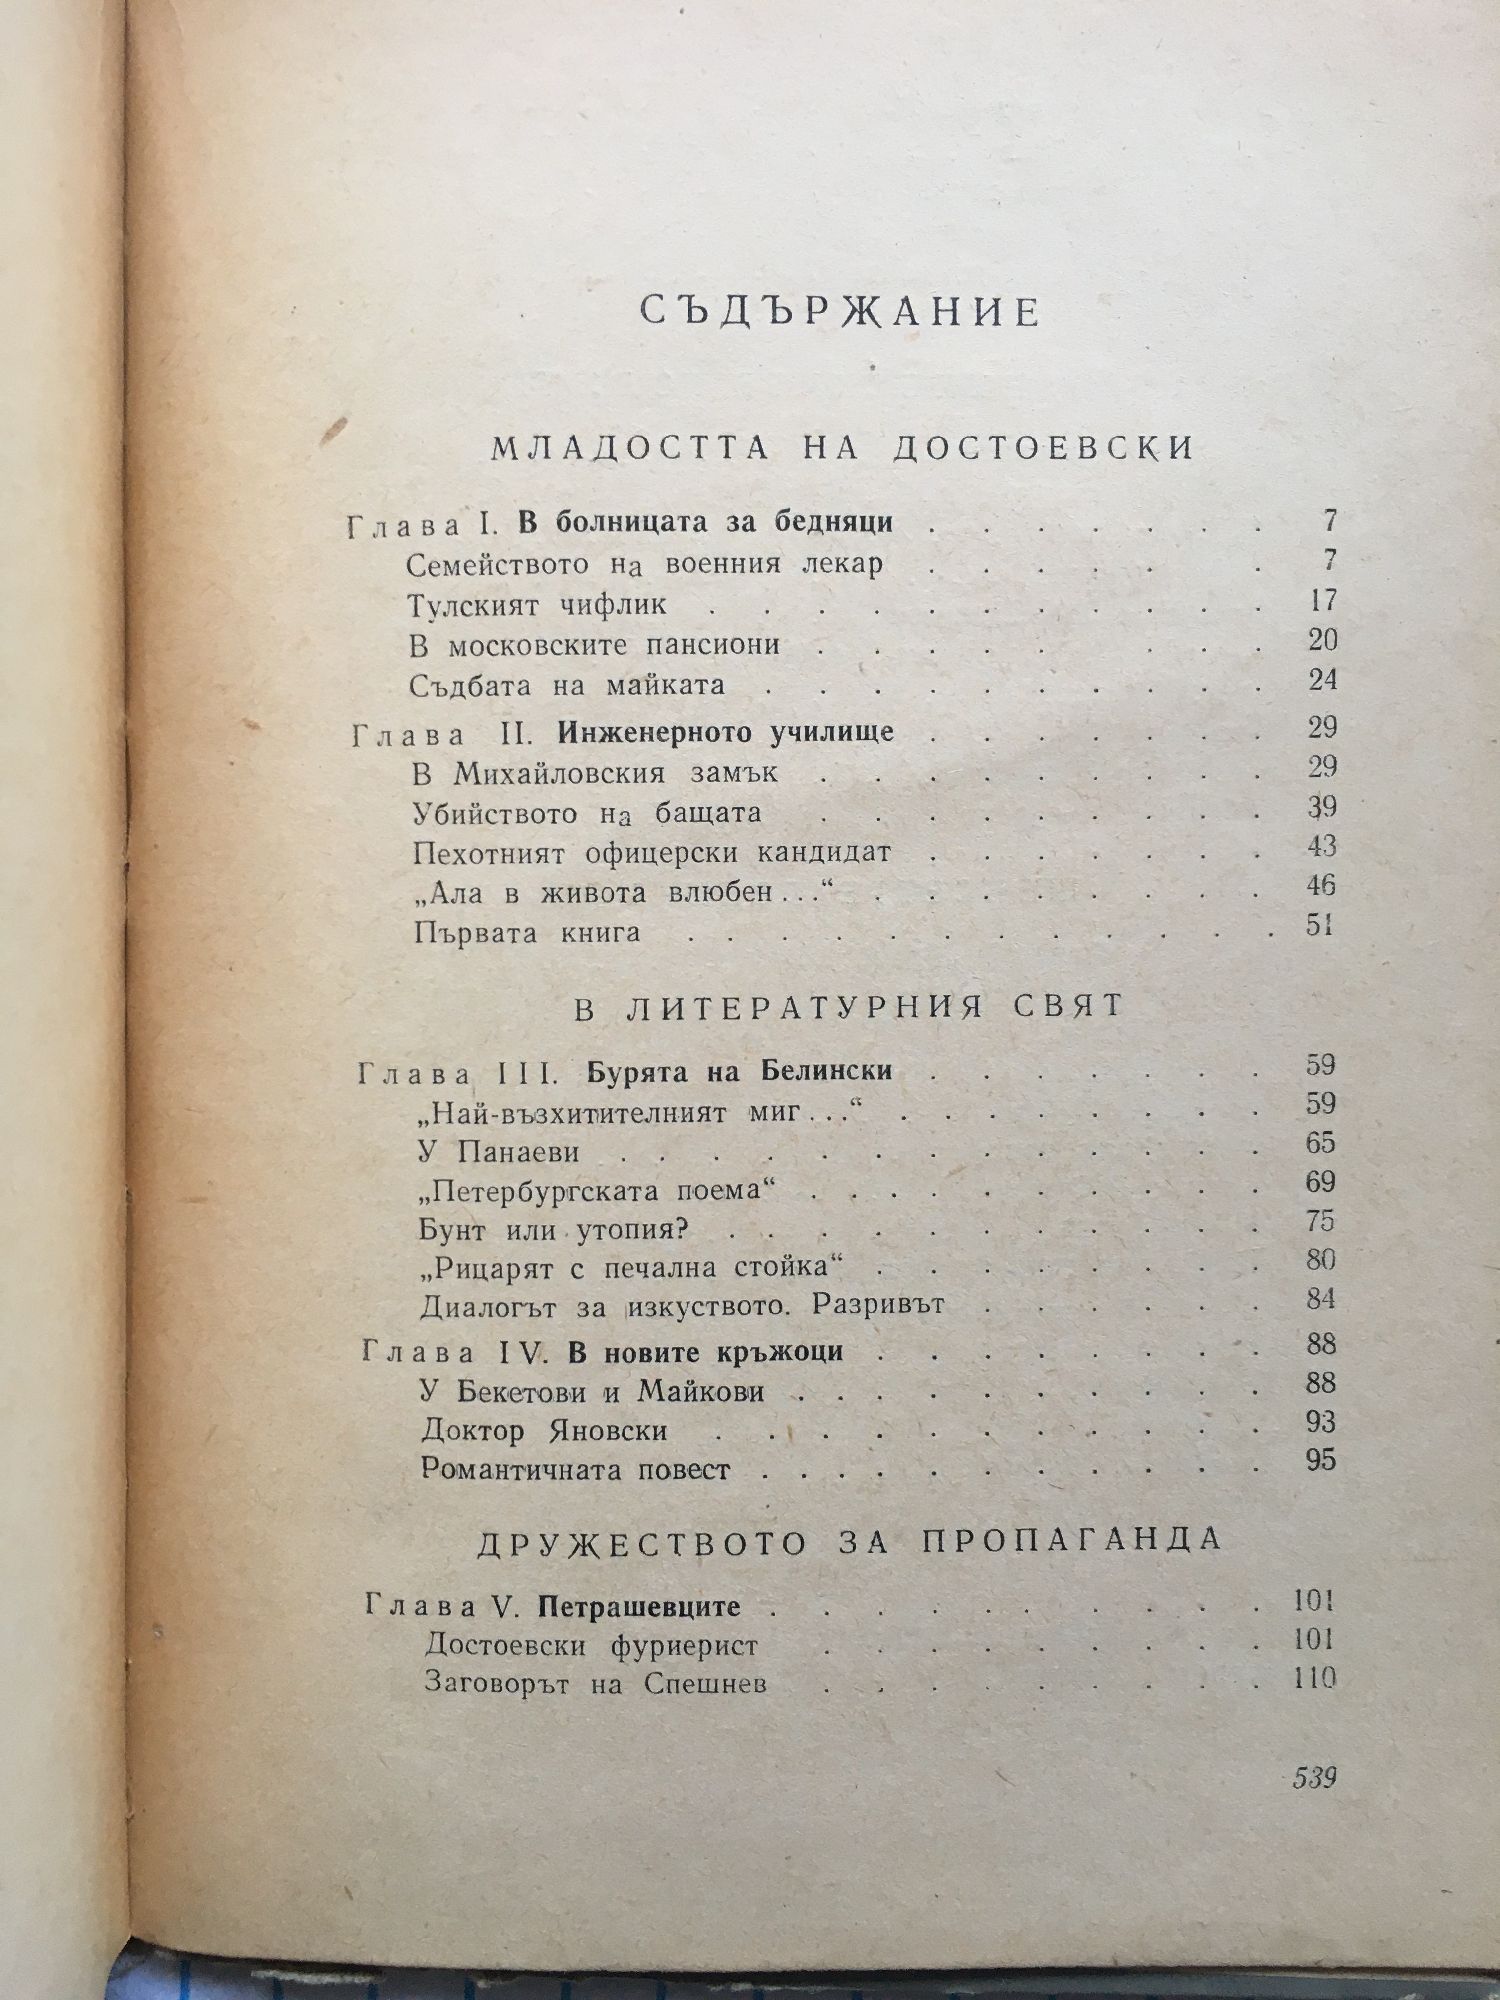 СЪДЪРЖАНИЕ
МЛАДОСТТА НА ДОСТОЕВСКИ
Глава I. В болницата за бедняци . . . . . . . 7
Семейството на военния лекар . . . . . . 7
Тулският чифлик . . . . . . . . . . . 17
В московските пансиони . . . . . . . . 20
Съдбата на майката . . . . . . . . . . 24
Глава II. Инженерното училище . . . . . . . 29
В Михайловския замък . . . . . . . . . 29
Убийството на бащата . . . . . . . . . 39
Пехотният офицерски кандидат . . . . . . . 43
„Ала в живота влюбен...“ . . . . . . . . 46
Първата книга . . . . . . . . . . . . 51
В ЛИТЕРАТУРНИЯ СВЯТ
Глава III. Бурята на Белински . . . . . . . 59
„Най-възхитителният миг...“ . . . . . . . . 59
У Панаеви . . . . . . . . . . . . . 65
„Петербургската поема“ . . . . . . . . . . 69
Бунт или утопия? . . . . . . . . . . . 75
„Рицарят с печална стойка“ . . . . . . . . 80
Диалогът за изкуството. Разривът . . . . . . 84
Глава IV. В новите кръжоци . . . . . . . . 88
У Бекетови и Майкови . . . . . . . . . . 88
Доктор Яновски . . . . . . . . . . . 93
Романтичната повест . . . . . . . . . . . 95
ДРУЖЕСТВОТО ЗА ПРОПАГАНДА
Глава V. Петрашевците . . . . . . . . . . 101
Достоевски фуриерист . . . . . . . . . 101
Заговорът на Спешнев . . . . . . . . . 110
539